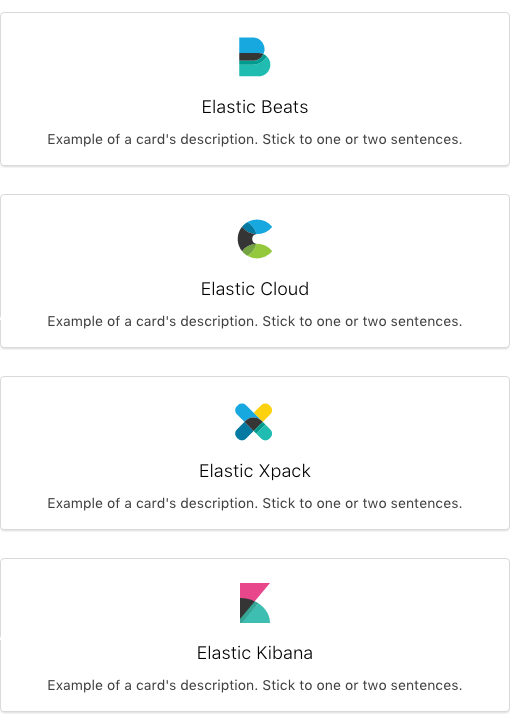 Elastic Beats
Example of a card's description. Stick to one or two sentences.
Elastic Cloud
Example of a card's description. Stick to one or two sentences.
Elastic Xpack
Example of a card's description. Stick to one or two sentences.
Elastic Kibana
Example of a card's description. Stick to one or two sentences.